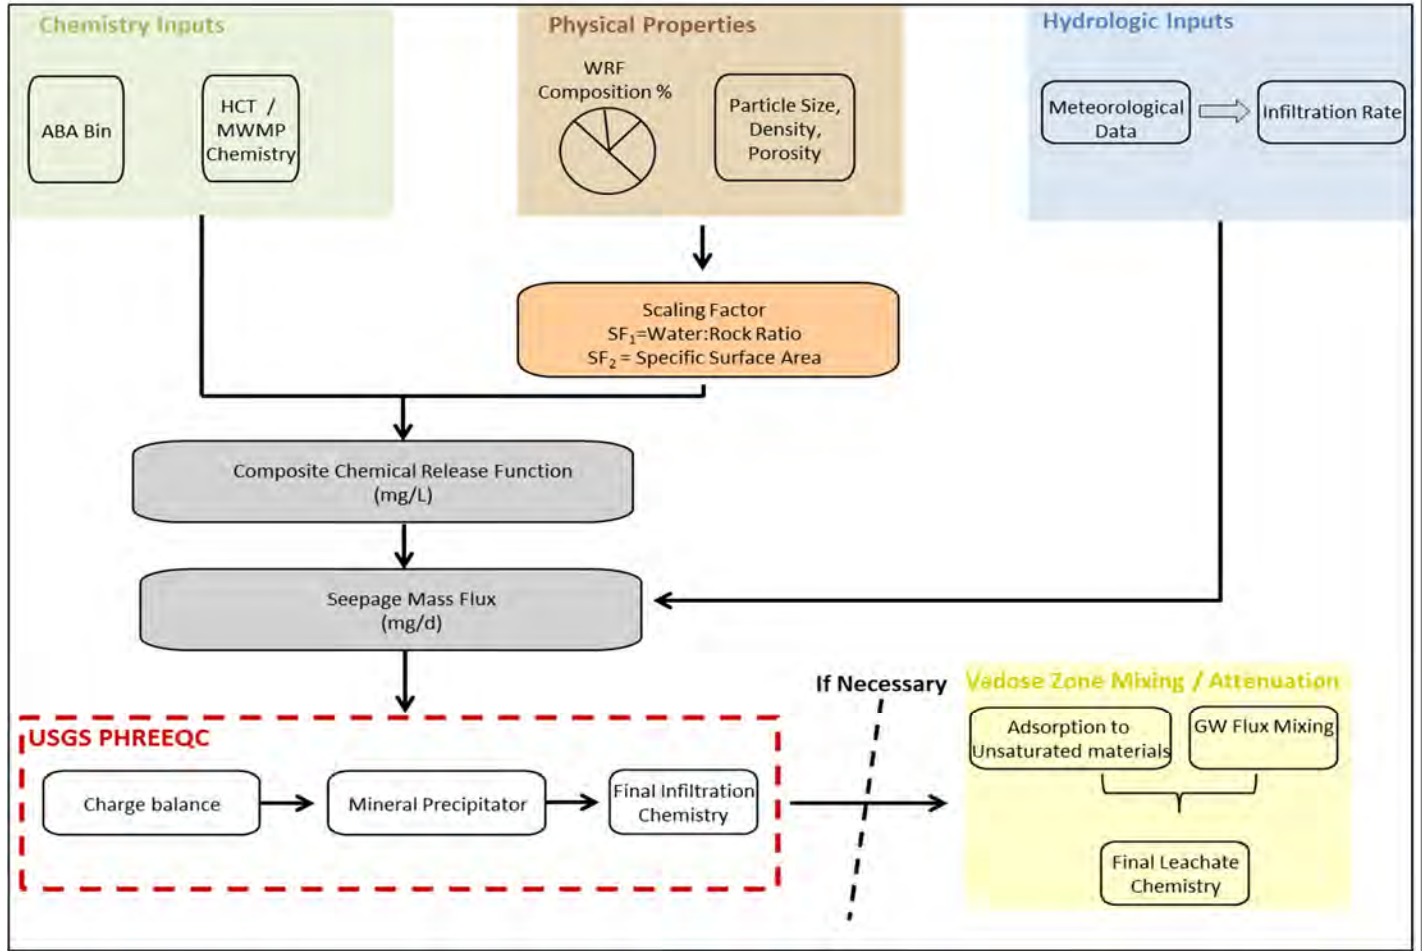 Chemistry Inputs
ABA Bin
HCT /
MWMP
Chemistry
Physical Properties
WRF
Composition %
Particle Size,
Density,
Porosity
Hydrologic Inputs
Meteorological
Data
Infiltration Rate
Scaling Factor
SF₁=Water:Rock Ratio
SF₂ = Specific Surface Area
Composite Chemical Release Function
(mg/L)
Seepage Mass Flux
(mg/d)
USGS PHREEQC
Charge balance
Mineral Precipitator
Final Infiltration
Chemistry
If Necessary
Vadose Zone Mixing / Attenuation
Adsorption to
Unsaturated materials
GW Flux Mixing
Final Leachate
Chemistry